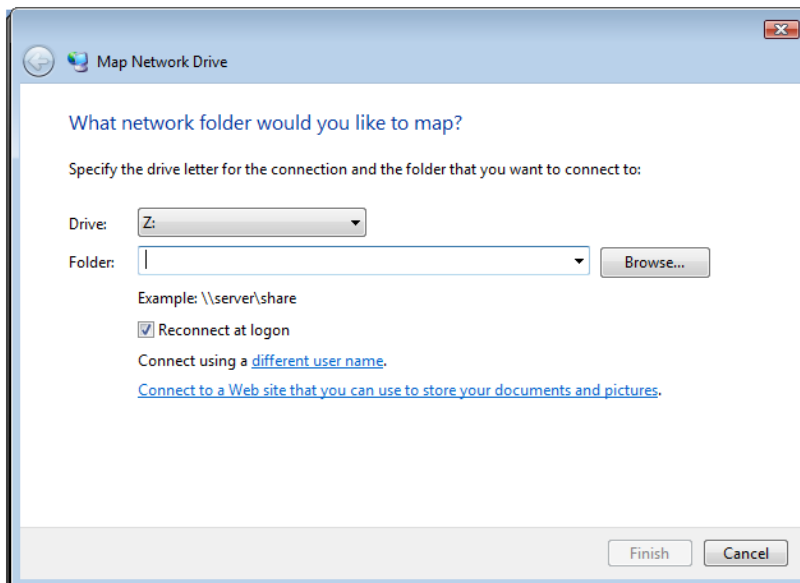 Map Network Drive
What network folder would you like to map?
Specify the drive letter for the connection and the folder that you want to connect to:
Drive: Z:
Folder: Browse...
Example: \\server\share
Reconnect at logon
Connect using a different user name.
Connect to a Web site that you can use to store your documents and pictures.
Finish Cancel